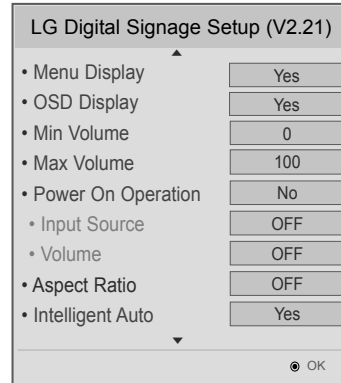 LG Digital Signage Setup (V2.21)
• Menu Display Yes
• OSD Display Yes
• Min Volume 0
• Max Volume 100
• Power On Operation No
• Input Source OFF
• Volume OFF
• Aspect Ratio OFF
• Intelligent Auto Yes
OK